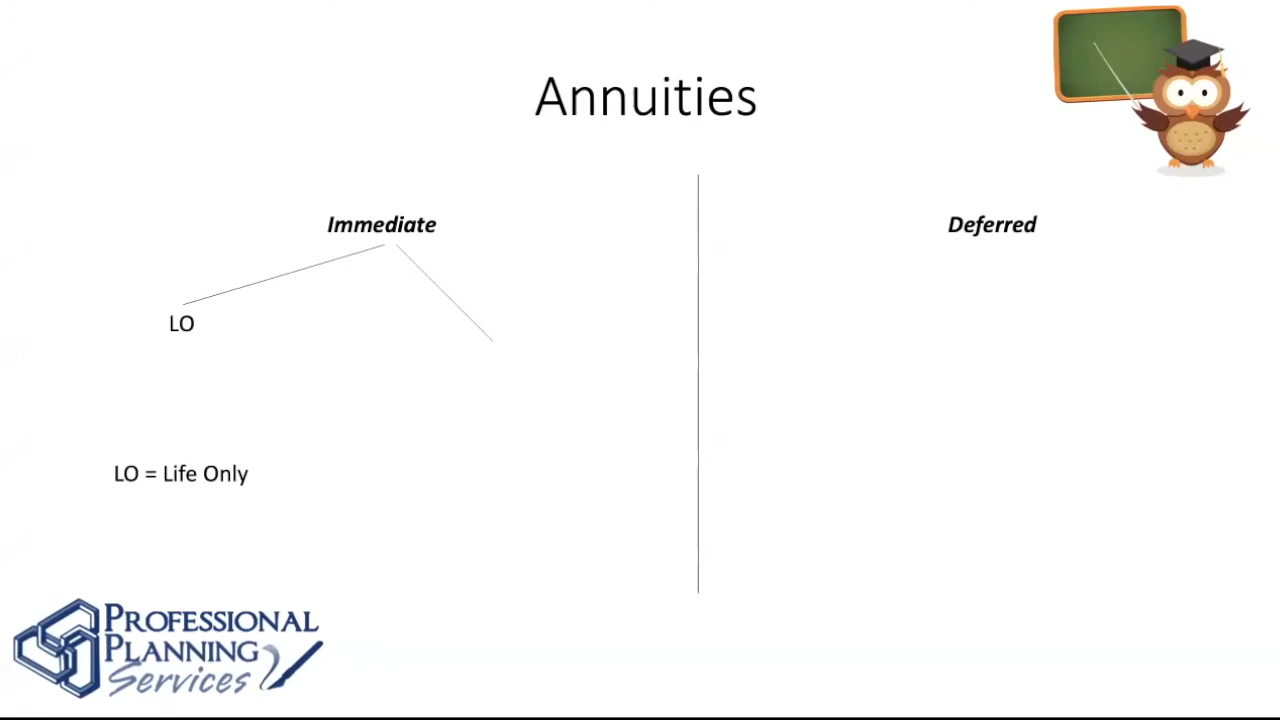 Annuities
Immediate
Deferred
LO
LO = Life Only
PROFESSIONAL
PLANNING
Services